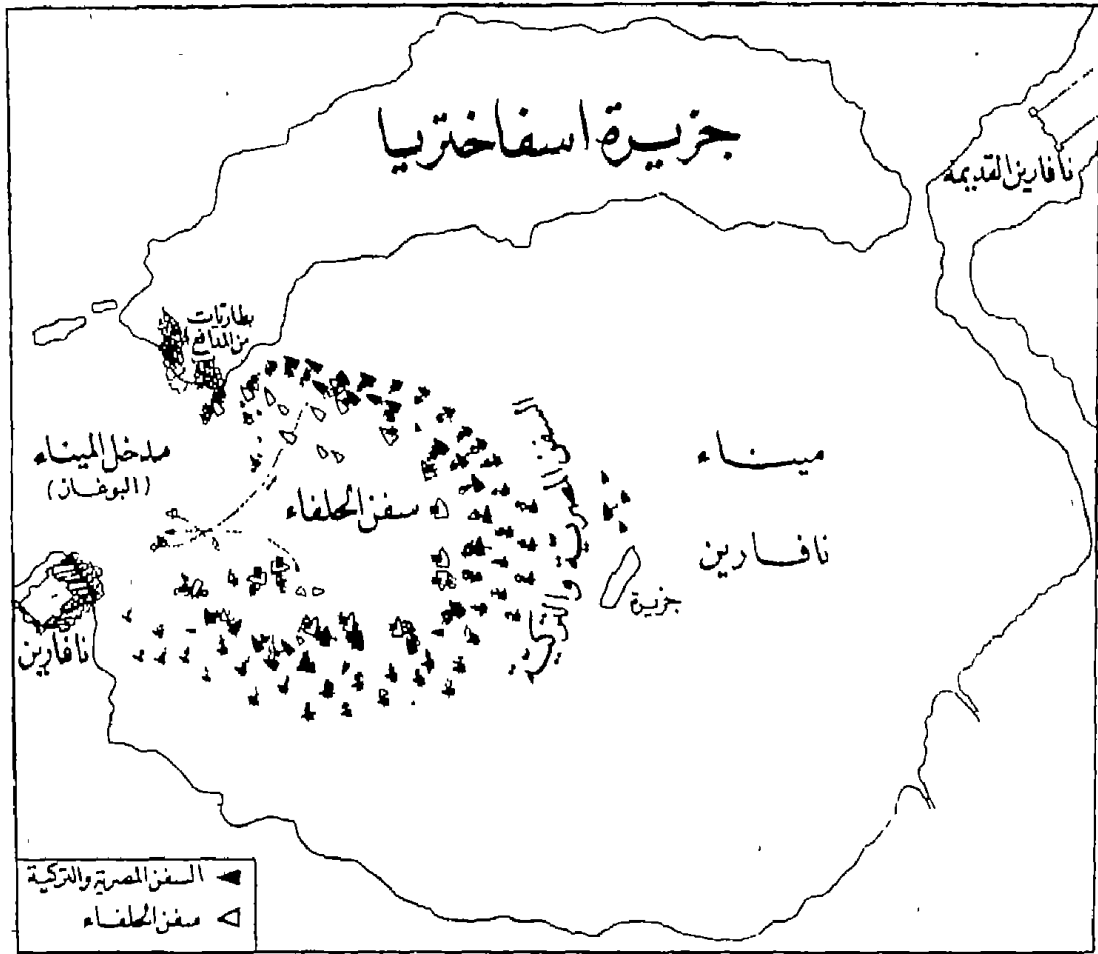 جزيرة اسفاختريا
نافارين القديمة
بطاريات
من المدافع
مدخل الميناء
(البوغاز)
سفن الحلفاء
السفن المصرية والتركية
ميناء
نافارين
جزيرة
نافارين
السفن المصرية والتركية
سفن الحلفاء